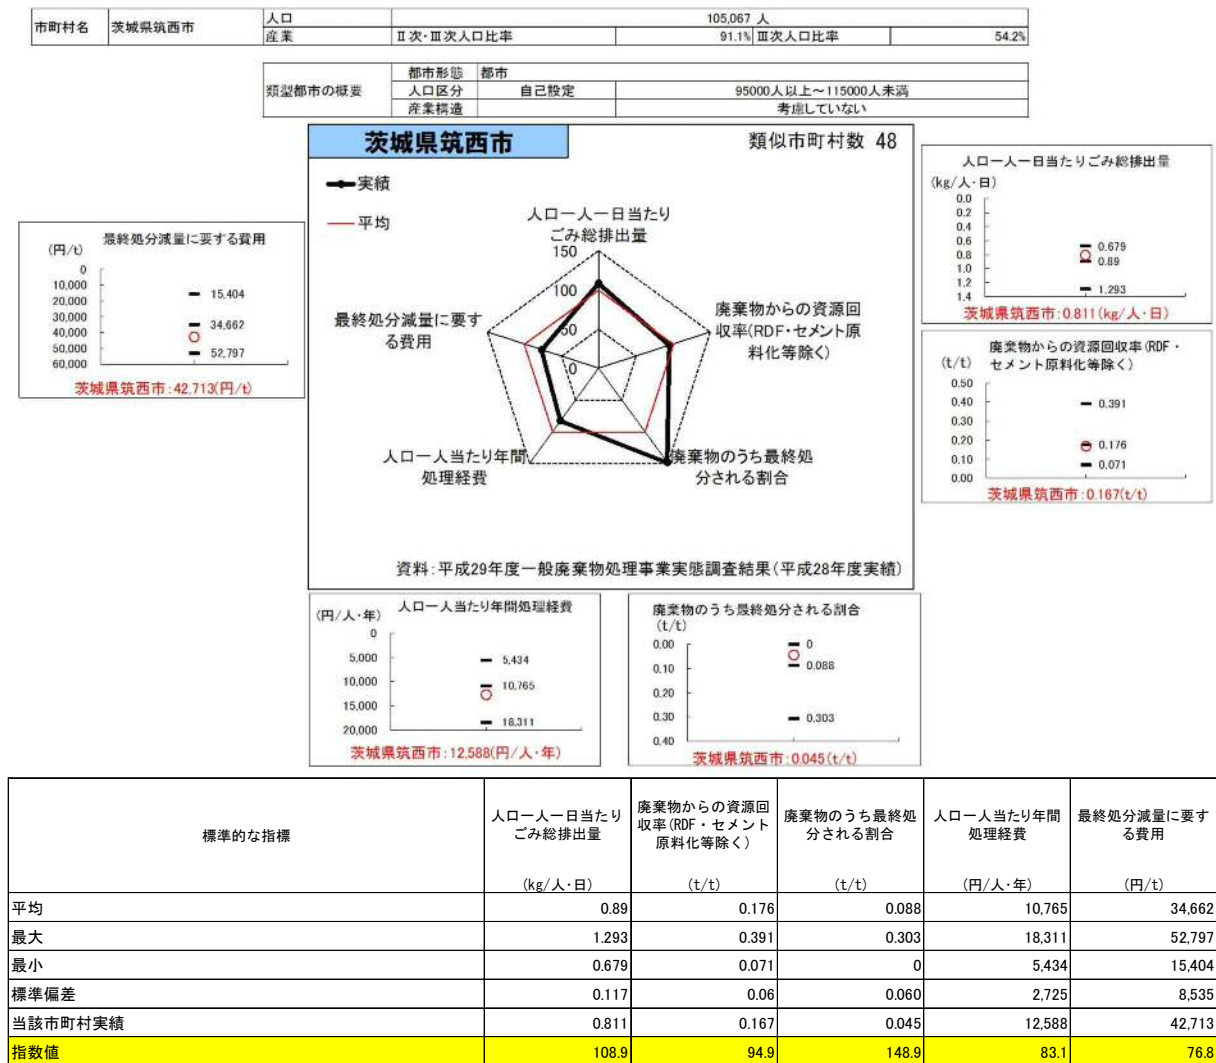 市町村名 茨城県筑西市 人口 105,067 人
産業 Ⅱ次・Ⅲ次人口比率 91.1% Ⅲ次人口比率 54.2%
類型都市の概要 都市形態 都市
人口区分 自己設定 95000人以上～115000人未満
産業構造 考慮していない
茨城県筑西市 類似市町村数 48
実績
平均
人口一人一日当たり
ごみ総排出量
150
100
50
0
廃棄物からの資源回
収率(RDF・セメント原
料化等除く)
最終処分減量に要す
る費用
人口一人当たり年間
処理経費
廃棄物のうち最終処
分される割合
資料:平成29年度一般廃棄物処理事業実態調査結果(平成28年度実績)
最終処分減量に要する費用
(円/t)
0
10,000
20,000
30,000
40,000
50,000
60,000
15,404
34,662
52,797
茨城県筑西市:42,713(円/t)
人口一人一日当たりごみ総排出量
(kg/人・日)
0.0
0.2
0.4
0.6
0.8
1.0
1.2
1.4
0.679
0.89
1.293
茨城県筑西市:0.811(kg/人・日)
廃棄物からの資源回収率(RDF・
セメント原料化等除く)
(t/t)
0.50
0.40
0.30
0.20
0.10
0.00
0.391
0.176
0.071
茨城県筑西市:0.167(t/t)
人口一人当たり年間処理経費
(円/人・年)
0
5,000
10,000
15,000
20,000
5,434
10,765
18,311
茨城県筑西市:12,588(円/人・年)
廃棄物のうち最終処分される割合
(t/t)
0.00
0.10
0.20
0.30
0.40
0
0.088
0.303
茨城県筑西市:0.045(t/t)
標準的な指標
人口一人一日当たり
ごみ総排出量
(kg/人・日)
廃棄物からの資源回
収率(RDF・セメント
原料化等除く)
(t/t)
廃棄物のうち最終処
分される割合
(t/t)
人口一人当たり年間
処理経費
(円/人・年)
最終処分減量に要す
る費用
(円/t)
平均 0.89 0.176 0.088 10,765 34,662
最大 1.293 0.391 0.303 18,311 52,797
最小 0.679 0.071 0 5,434 15,404
標準偏差 0.117 0.06 0.060 2,725 8,535
当該市町村実績 0.811 0.167 0.045 12,588 42,713
指数値 108.9 94.9 148.9 83.1 76.8